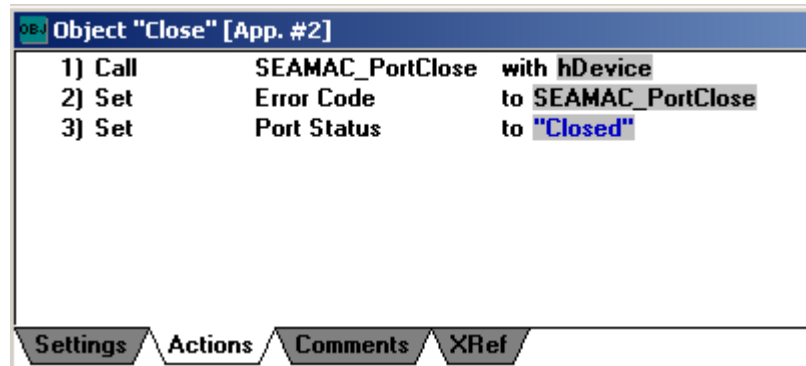 OBJ Object "Close" [App. #2]
1) Call SEAMAC_PortClose with hDevice
2) Set Error Code to SEAMAC_PortClose
3) Set Port Status to "Closed"
Settings Actions Comments XRef